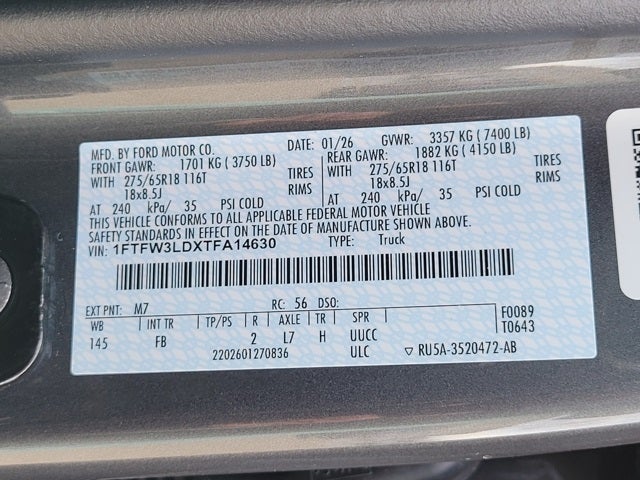 MFD. BY FORD MOTOR CO. 01/26 GVWR: 3357 KG ( 7400 LB)
FRONT GAWR: 1701 KG ( 3750 LB) REAR GAWR: 1882 KG ( 4150 LB)
WITH 275/65R18 116T TIRES WITH 275/65R18 116T TIRES
18x8.5J RIMS 18x8.5J RIMS
AT 240 kPa/ 35 PSI COLD AT 240 kPa/ 35 PSI COLD
THIS VEHICLE CONFORMS TO ALL APPLICABLE FEDERAL MOTOR VEHICLE
SAFETY STANDARDS IN EFFECT ON THE DATE OF MANUFACTURE SHOWN ABOVE.
VIN: 1FTFW3LDXTFA14630 TYPE: Truck
EXT PNT: M7 RC: 56 DSO:
WB INT TR TP/PS R AXLE TR SPR F0089
145 FB 2 L7 H UUCC T0643
2202601270836 ULC ▽ RU5A-3520472-AB